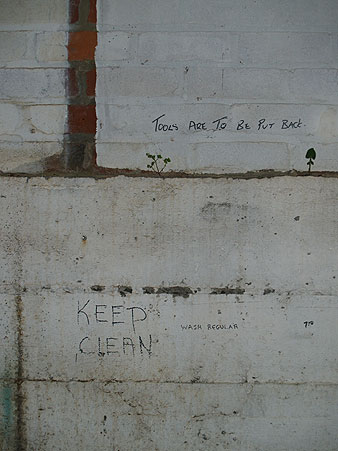 TOOLS ARE TO BE PUT BACK.
KEEP
CLEAN
WASH REGULAR